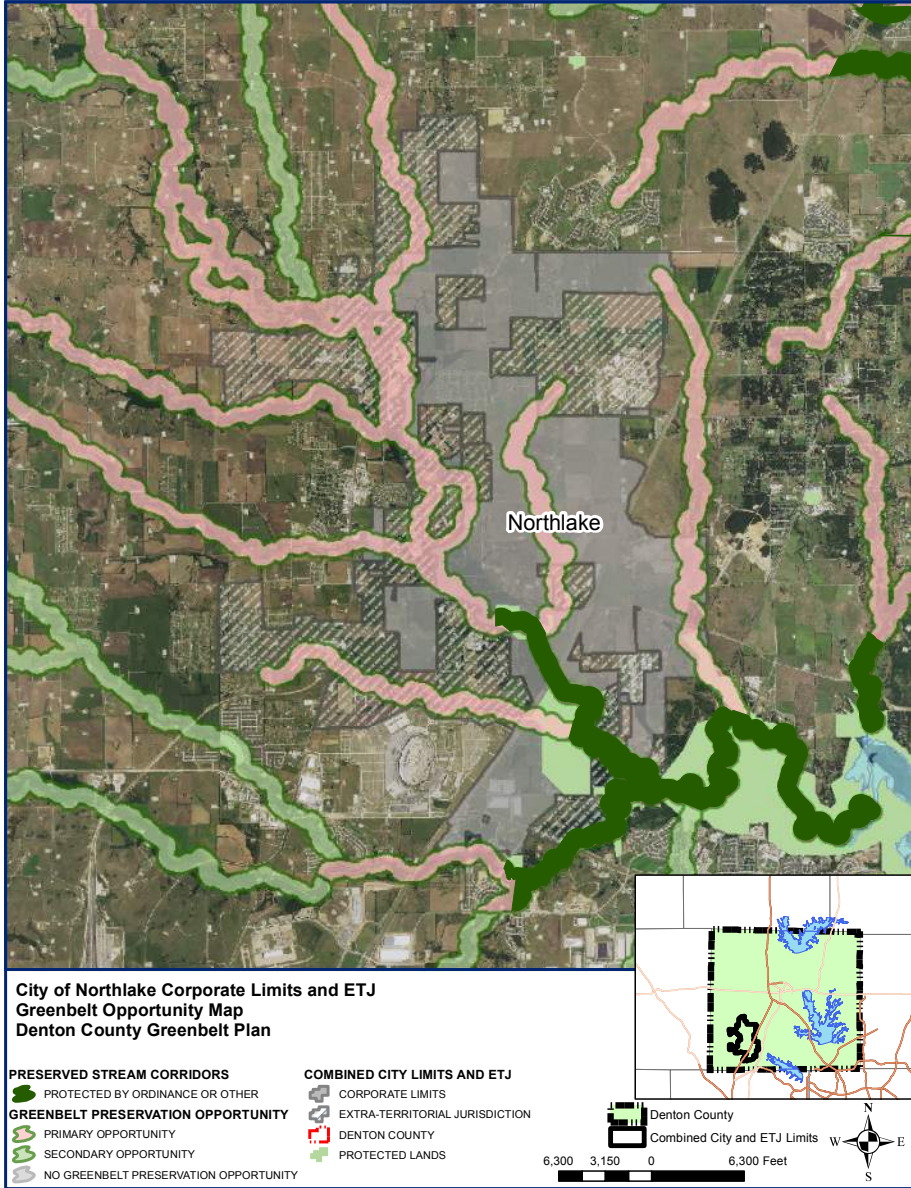 Northlake
City of Northlake Corporate Limits and ETJ
Greenbelt Opportunity Map
Denton County Greenbelt Plan
PRESERVED STREAM CORRIDORS
PROTECTED BY ORDINANCE OR OTHER
GREENBELT PRESERVATION OPPORTUNITY
PRIMARY OPPORTUNITY
SECONDARY OPPORTUNITY
NO GREENBELT PRESERVATION OPPORTUNITY
COMBINED CITY LIMITS AND ETJ
CORPORATE LIMITS
EXTRA-TERRITORIAL JURISDICTION
DENTON COUNTY
PROTECTED LANDS
Denton County
Combined City and ETJ Limits
N
W E
S
6,300 3,150 0 6,300 Feet